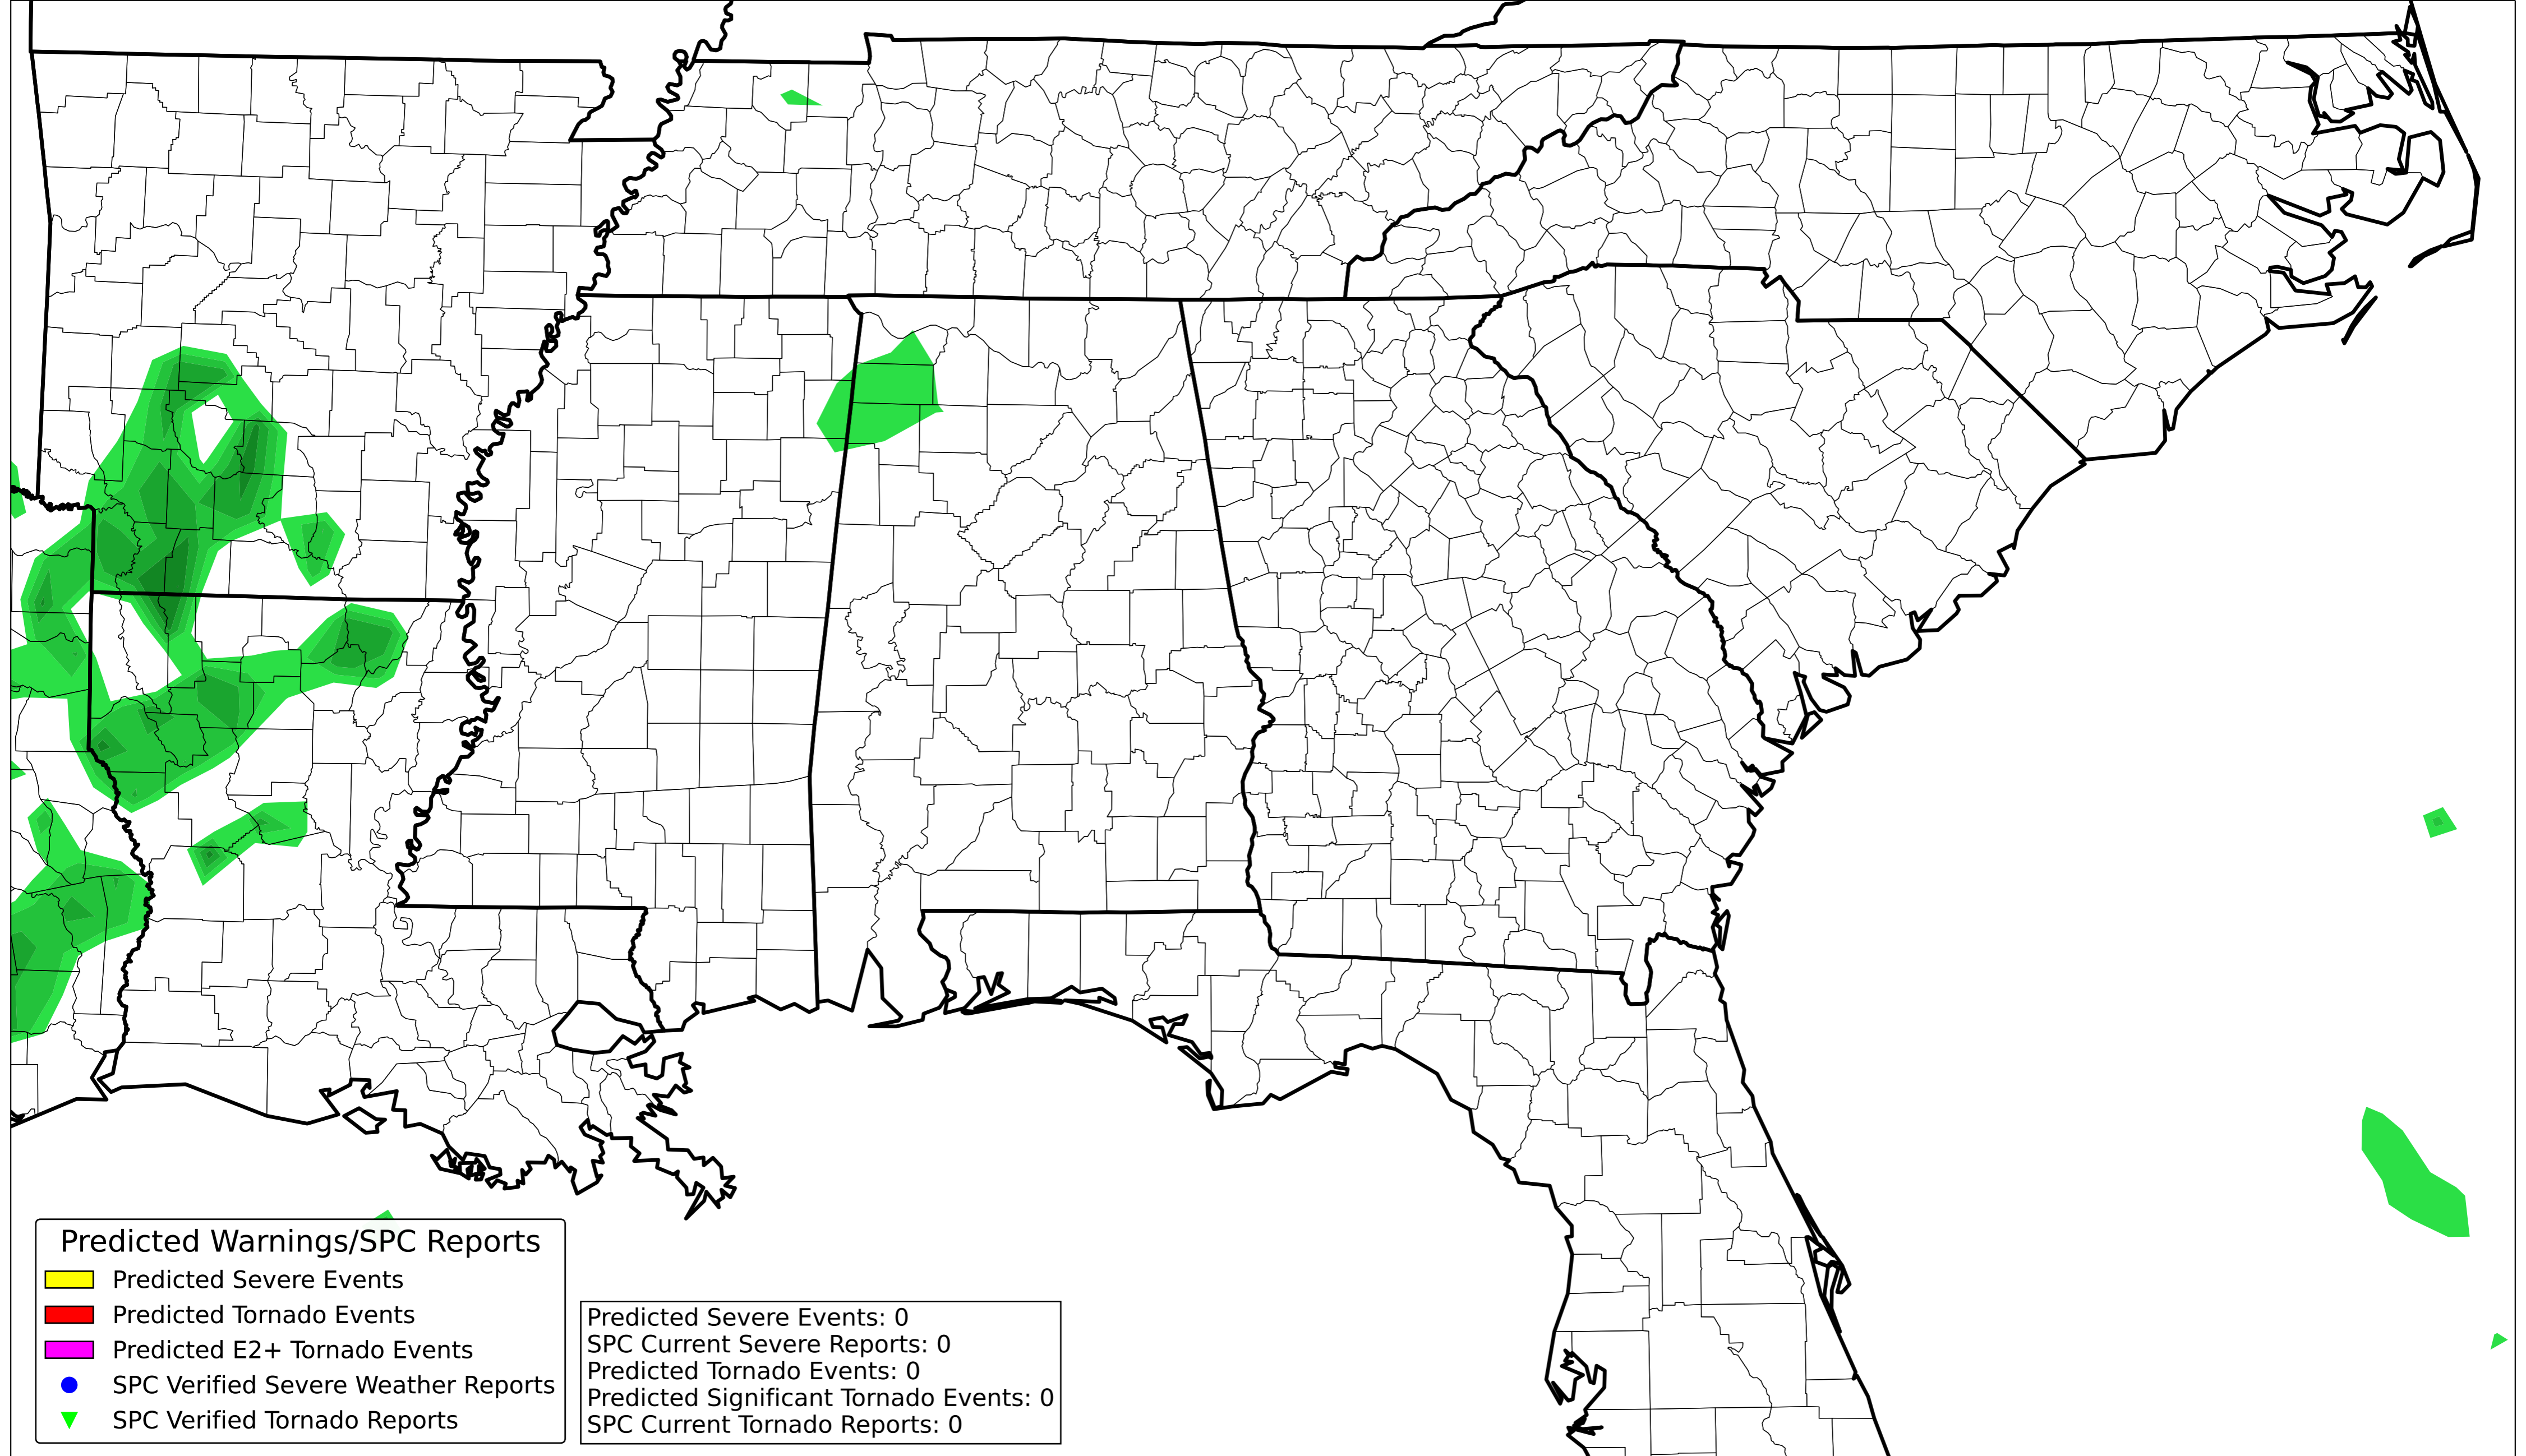 Predicted Warnings/SPC Reports
Predicted Severe Events
Predicted Tornado Events
Predicted E2+ Tornado Events
SPC Verified Severe Weather Reports
SPC Verified Tornado Reports
Predicted Severe Events: 0
SPC Current Severe Reports: 0
Predicted Tornado Events: 0
Predicted Significant Tornado Events: 0
SPC Current Tornado Reports: 0